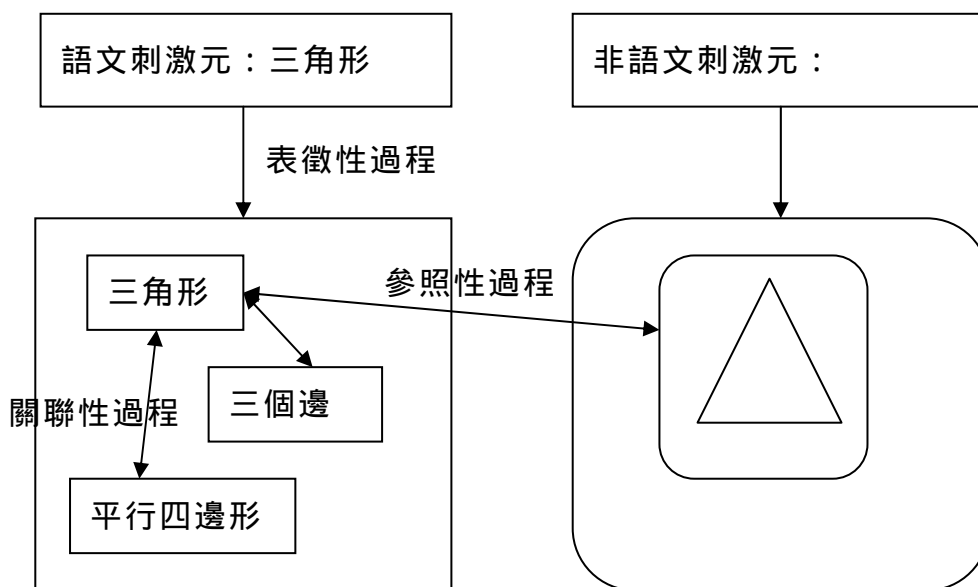 語文刺激元：三角形
非語文刺激元：
表徵性過程
三角形
參照性過程
三個邊
關聯性過程
平行四邊形